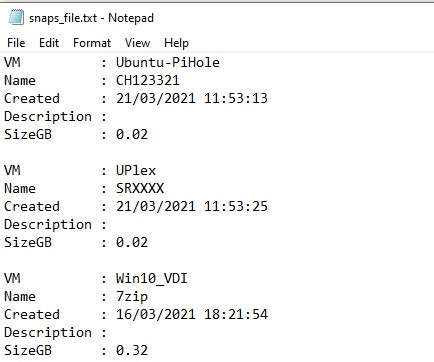 snaps_file.txt - Notepad
File Edit Format View Help
VM : Ubuntu-PiHole
Name : CH123321
Created : 21/03/2021 11:53:13
Description :
SizeGB : 0.02
VM : UPlex
Name : SRXXXX
Created : 21/03/2021 11:53:25
Description :
SizeGB : 0.02
VM : Win10_VDI
Name : 7zip
Created : 16/03/2021 18:21:54
Description :
SizeGB : 0.32